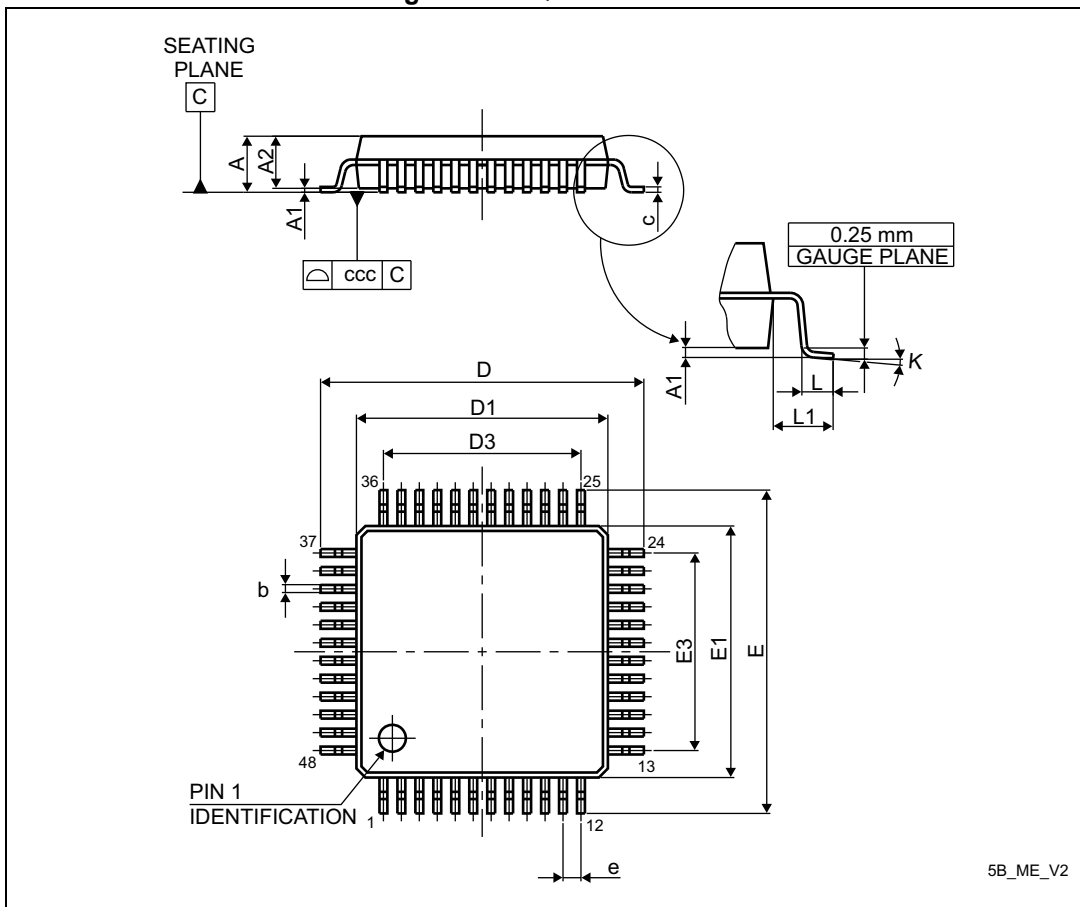 SEATING
PLANE
C
A
A2
A1
c
ccc C
0.25 mm
GAUGE PLANE
A1
K
L
L1
D
D1
D3
36
25
37
24
b
E3
E1
E
48
13
PIN 1
IDENTIFICATION
1
12
e
5B_ME_V2